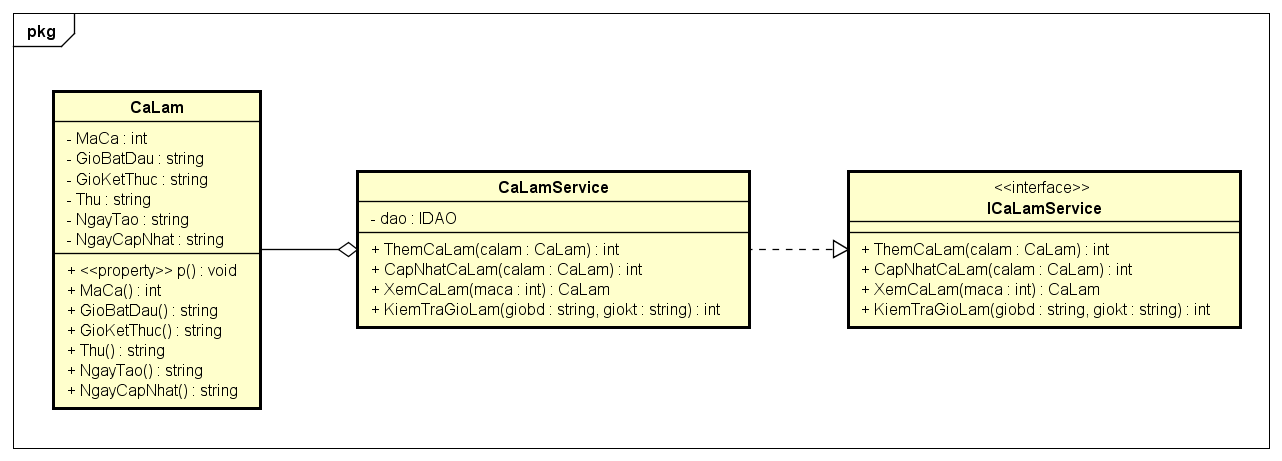 pkg
CaLam
- MaCa : int
- GioBatDau : string
- GioKetThuc : string
- Thu : string
- NgayTao : string
- NgayCapNhat : string
+ <<property>> p() : void
+ MaCa() : int
+ GioBatDau() : string
+ GioKetThuc() : string
+ Thu() : string
+ NgayTao() : string
+ NgayCapNhat() : string
CaLamService
- dao : IDAO
+ ThemCaLam(calam : CaLam) : int
+ CapNhatCaLam(calam : CaLam) : int
+ XemCaLam(maca : int) : CaLam
+ KiemTraGioLam(giobd : string, giokt : string) : int
<<interface>>
ICaLamService
+ ThemCaLam(calam : CaLam) : int
+ CapNhatCaLam(calam : CaLam) : int
+ XemCaLam(maca : int) : CaLam
+ KiemTraGioLam(giobd : string, giokt : string) : int